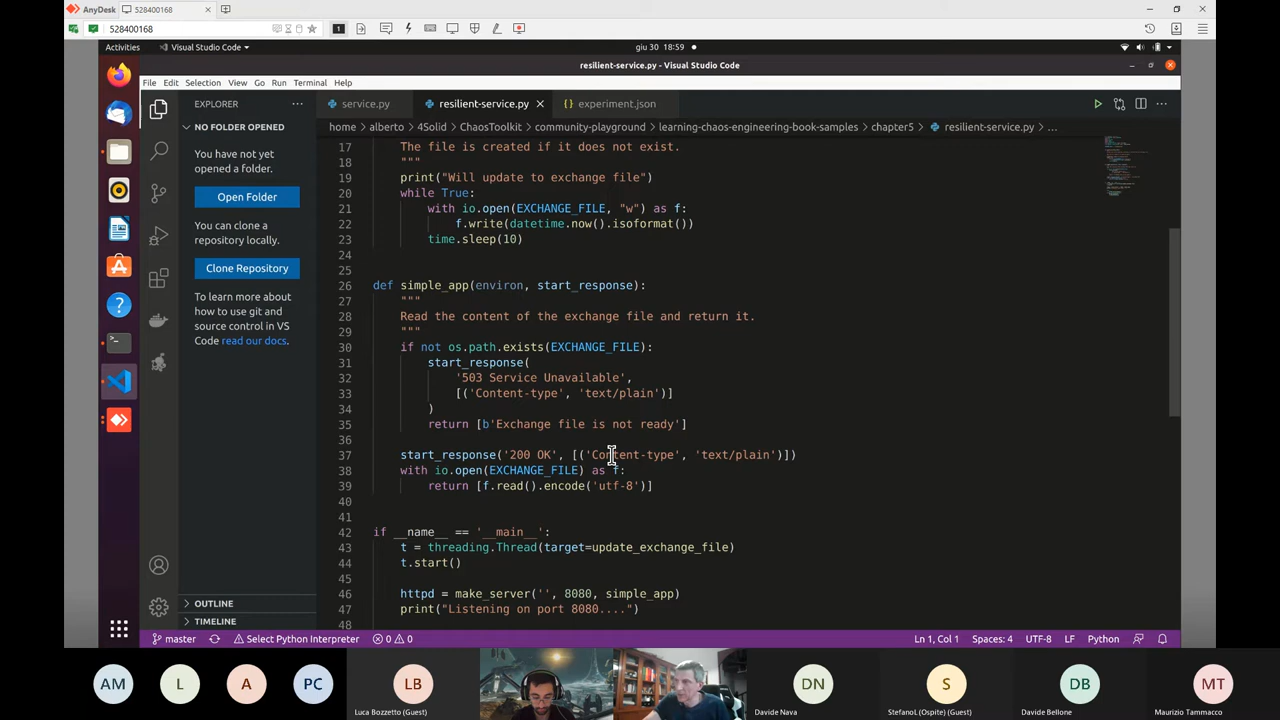 AnyDesk
528400168
528400168
1
Activities
Visual Studio Code
giu 30 18:59
resilient-service.py - Visual Studio Code
File Edit Selection View Go Run Terminal Help
EXPLORER
service.py
resilient-service.py
{} experiment.json
NO FOLDER OPENED
home > alberto > 4Solid > ChaosToolkit > community-playground > learning-chaos-engineering-book-samples > chapter5 > resilient-service.py > ...
You have not yet
opened a folder.
Open Folder
You can clone a
repository locally.
Clone Repository
To learn more about
how to use git and
source control in VS
Code read our docs.
OUTLINE
TIMELINE
17 The file is created if it does not exist.
18 """
19 print("Will update to exchange file")
20 while True:
21 with io.open(EXCHANGE_FILE, "w") as f:
22 f.write(datetime.now().isoformat())
23 time.sleep(10)
24
25
26 def simple_app(environ, start_response):
27 """
28 Read the content of the exchange file and return it.
29 """
30 if not os.path.exists(EXCHANGE_FILE):
31 start_response(
32 '503 Service Unavailable',
33 [('Content-type', 'text/plain')]
34 )
35 return [b'Exchange file is not ready']
36
37 start_response('200 OK', [('Content-type', 'text/plain')])
38 with io.open(EXCHANGE_FILE) as f:
39 return [f.read().encode('utf-8')]
40
41
42 if __name__ == '__main__':
43 t = threading.Thread(target=update_exchange_file)
44 t.start()
45
46 httpd = make_server('', 8080, simple_app)
47 print("Listening on port 8080....")
48
master
Select Python Interpreter
0
0
Ln 1, Col 1
Spaces: 4
UTF-8
LF
Python
AM
L
A
PC
LB
DN
S
DB
MT
Luca Bozzetto (Guest)
Davide Nava
StefanoL (Ospite) (Guest)
Davide Bellone
Maurizio Tammacco